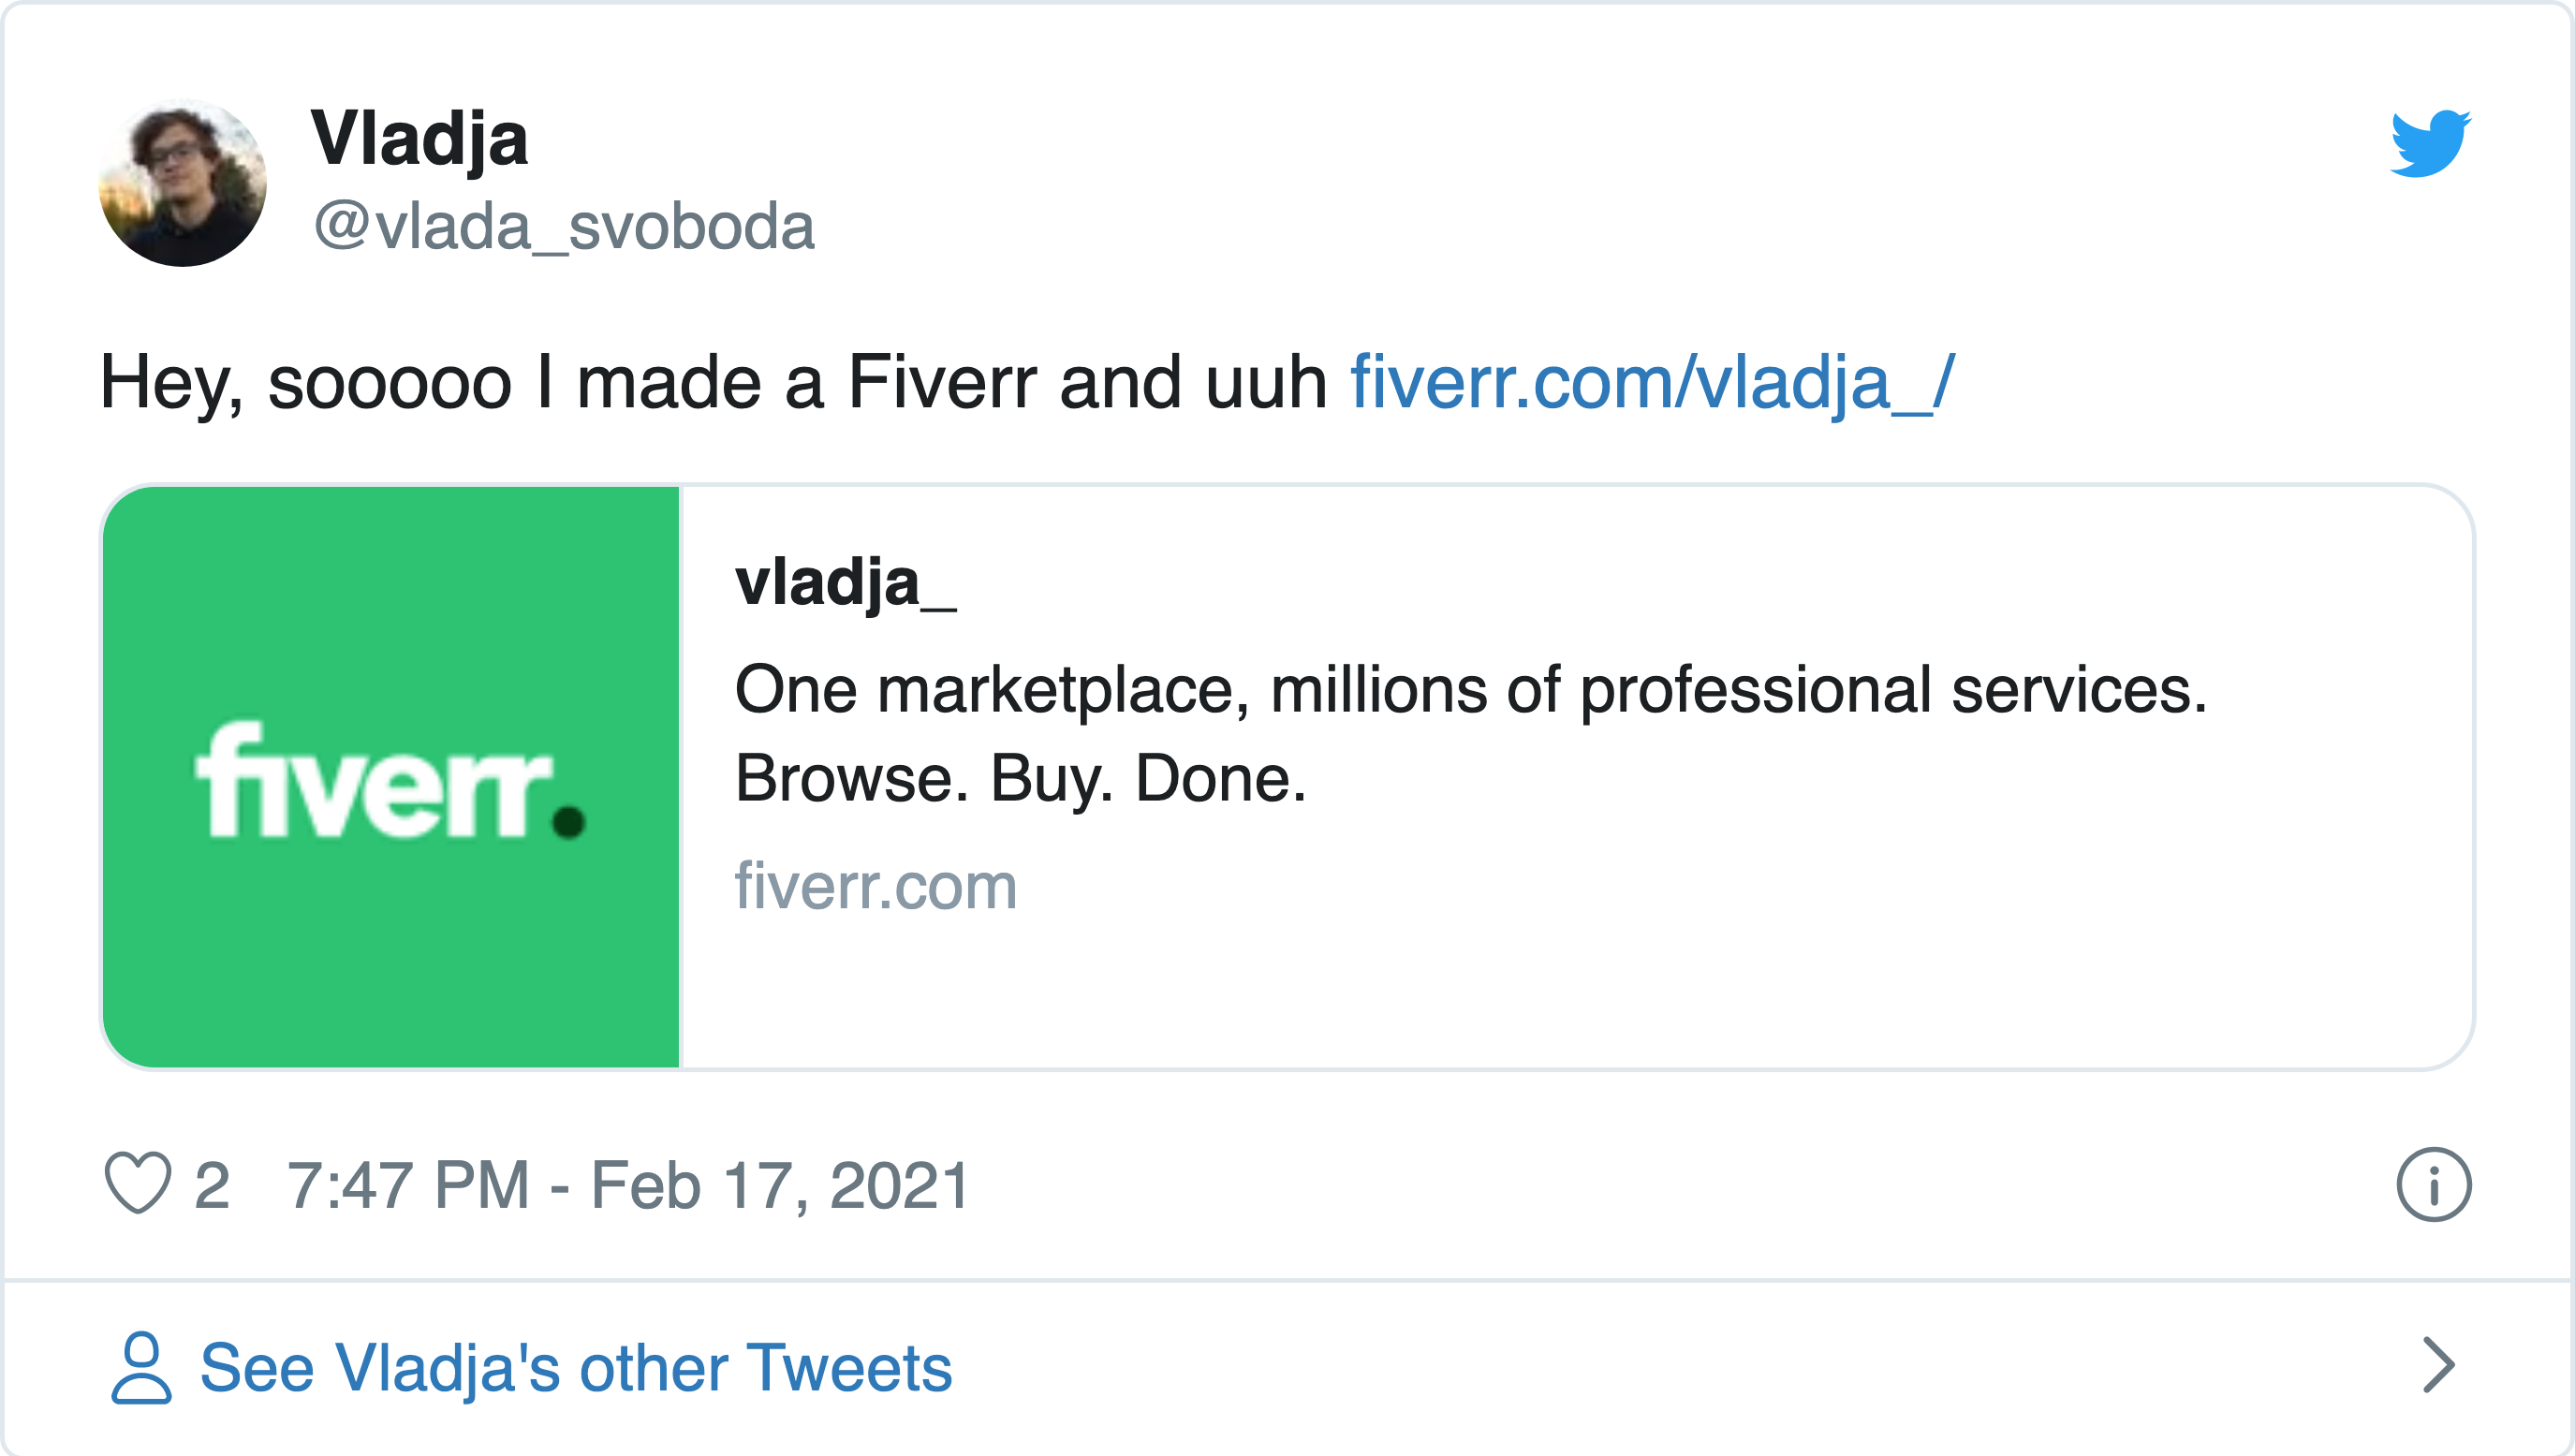 Vladja
@vlada_svoboda
Hey, sooooo I made a Fiverr and uuh fiverr.com/vladja_/
fiverr.
vladja_
One marketplace, millions of professional services.
Browse. Buy. Done.
fiverr.com
2 7:47 PM - Feb 17, 2021
See Vladja's other Tweets